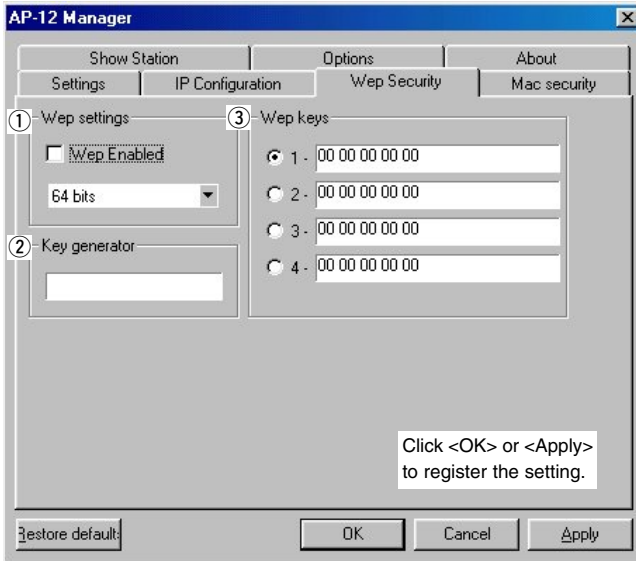 AP-12 Manager
Show Station Options About
Settings IP Configuration Wep Security Mac security
① Wep settings
Wep Enabled
64 bits
② Key generator
③ Wep keys
1 - 00 00 00 00 00
2 - 00 00 00 00 00
3 - 00 00 00 00 00
4 - 00 00 00 00 00
Click <OK> or <Apply>
to register the setting.
Restore default: OK Cancel Apply